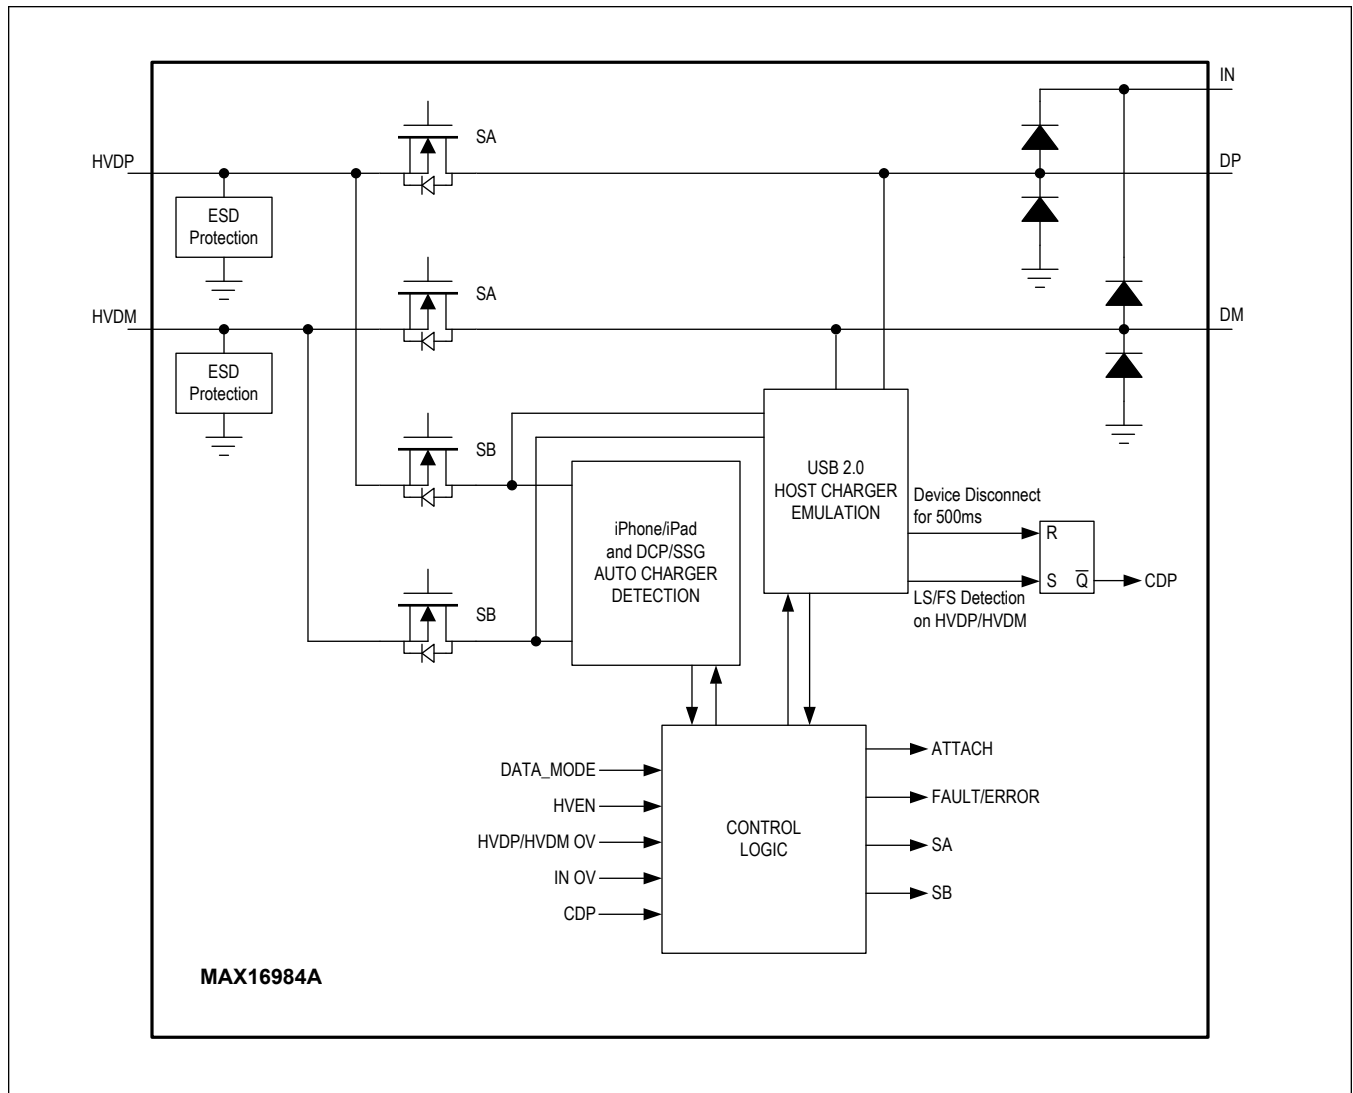 IN
SA
HVDP
DP
ESD
Protection
SA
HVDM
DM
ESD
Protection
SB
USB 2.0
HOST CHARGER
EMULATION
Device Disconnect
for 500ms
iPhone/iPad
and DCP/SSG
AUTO CHARGER
DETECTION
R
S Q̅
CDP
LS/FS Detection
on HVDP/HVDM
SB
DATA_MODE
HVEN
HVDP/HVDM OV
IN OV
CDP
CONTROL
LOGIC
ATTACH
FAULT/ERROR
SA
SB
MAX16984A